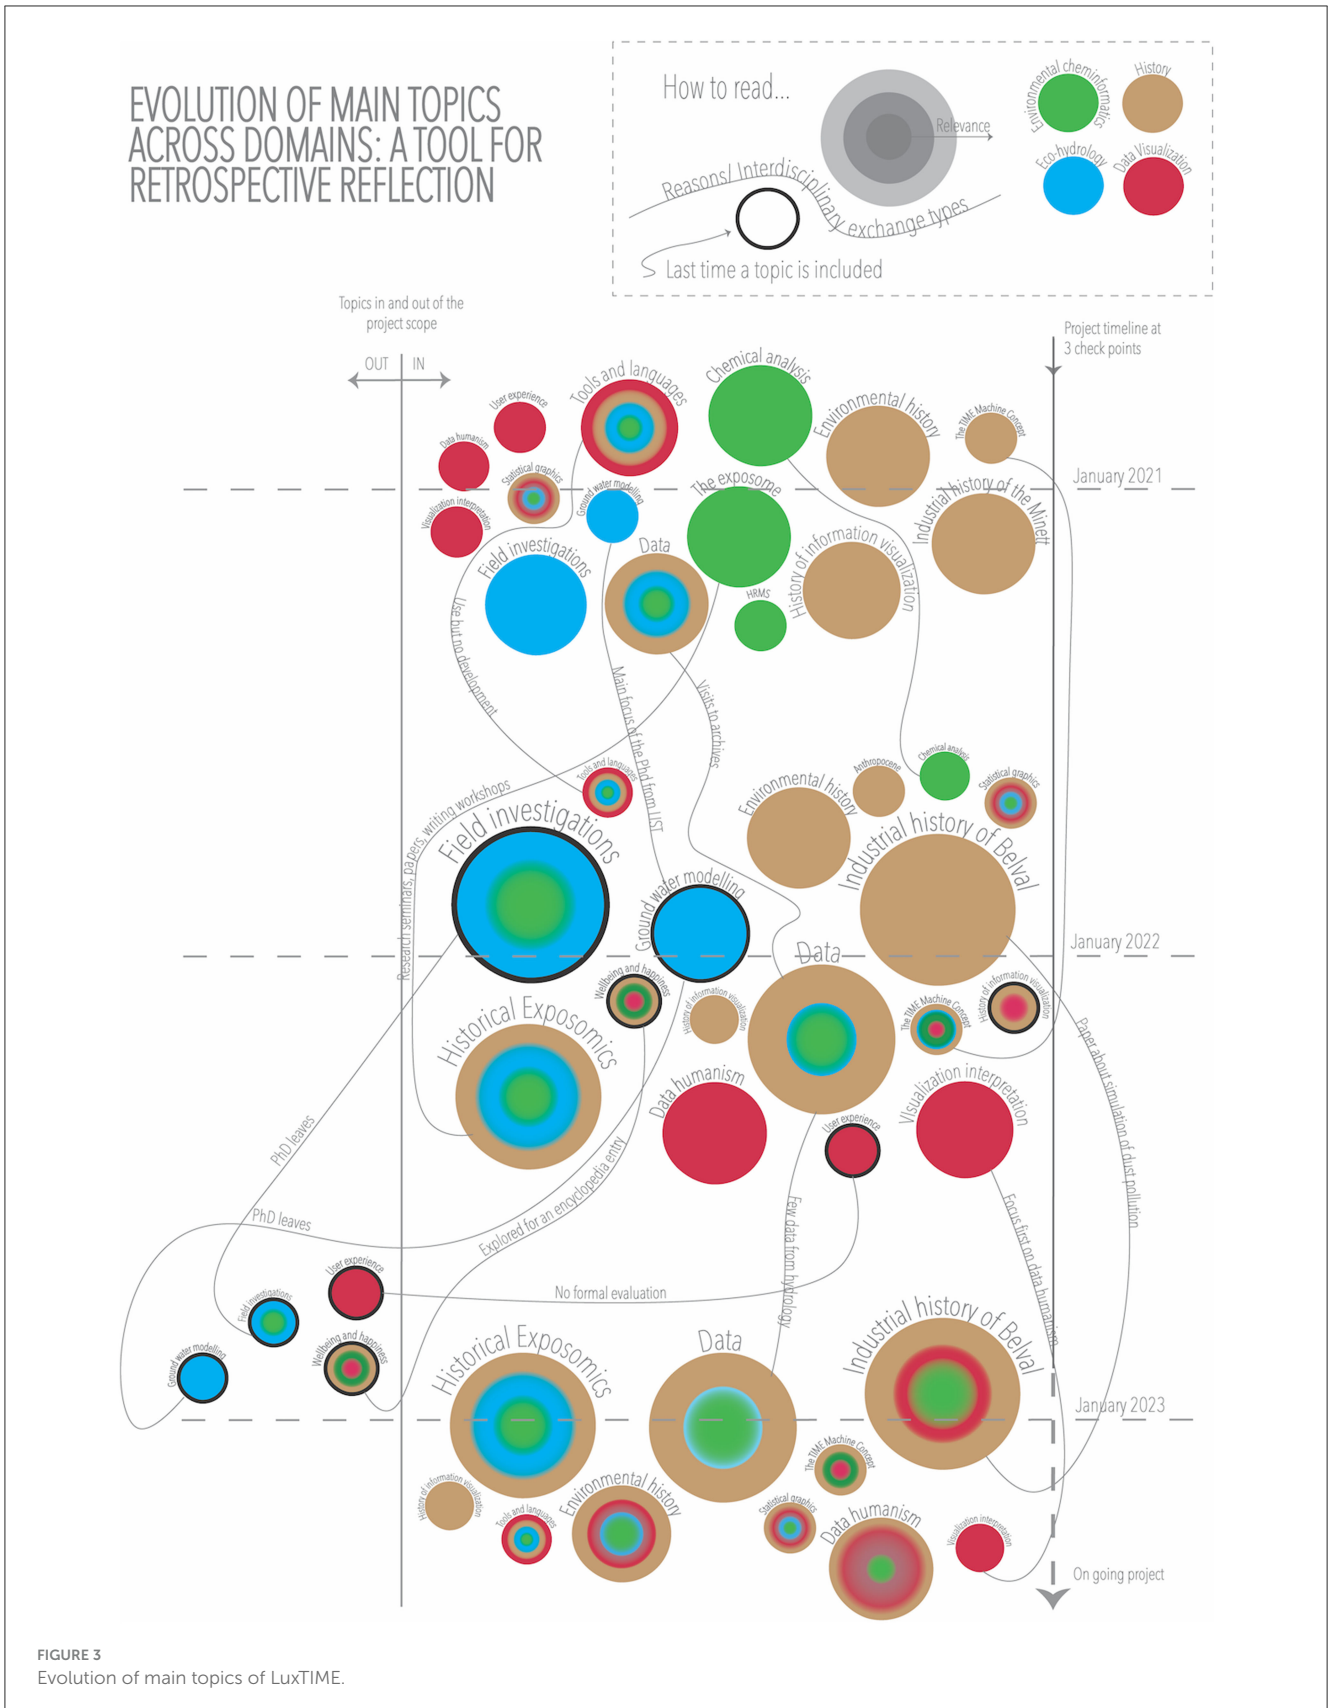 EVOLUTION OF MAIN TOPICS
ACROSS DOMAINS: A TOOL FOR
RETROSPECTIVE REFLECTION
How to read...
Relevance
Reasons/ Interdisciplinary exchange types
Last time a topic is included
Environmental cheminformatics
History
Eco-hydrology
Data Visualization
Topics in and out of the
project scope
OUT
IN
Project timeline at
3 check points
User experience
Tools and languages
Chemical analysis
Environmental history
The TIME Machine Concept
Data humanism
Statistical graphics
January 2021
Visualization interpretation
Ground water modelling
The exposome
Industrial history of the Minett
Field investigations
Data
History of information visualization
HRMS
Use but no development
Main focus of the Phd from LIST
Visits to archives
Research seminars, papers, writing workshops
Tools and languages
Anthropocene
Chemical analysis
Statistical graphics
Environmental history
Field investigations
Industrial history of Belval
Ground water modelling
January 2022
Data
Wellbeing and happiness
History of information visualization
The TIME Machine Concept
History of information visualization
Historical Exposomics
Data humanism
Visualization interpretation
User experience
Paper about simulation of dust pollution
PhD leaves
PhD leaves
Explored for an encyclopedia entry
Few data from hydrology
Focus first on data humanism
User experience
No formal evaluation
Field investigations
Wellbeing and happiness
Ground water modelling
Historical Exposomics
Data
Industrial history of Belval
January 2023
The TIME Machine Concept
History of information visualization
Tools and languages
Environmental history
Statistical graphics
Data humanism
Visualization interpretation
On going project
FIGURE 3
Evolution of main topics of LuxTIME.